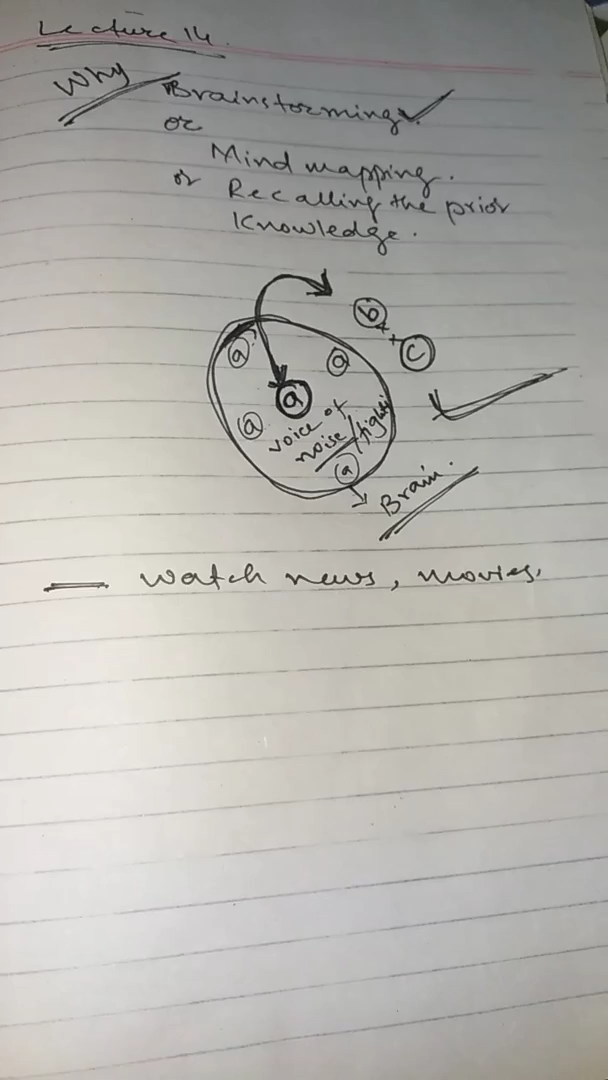 Lecture 14.
Why Brainstorming
or
Mind mapping.
or Recalling the prior
Knowledge.
b + c
a a
a
a voice of
noise/fight
a
Brain.
— watch news, movies.